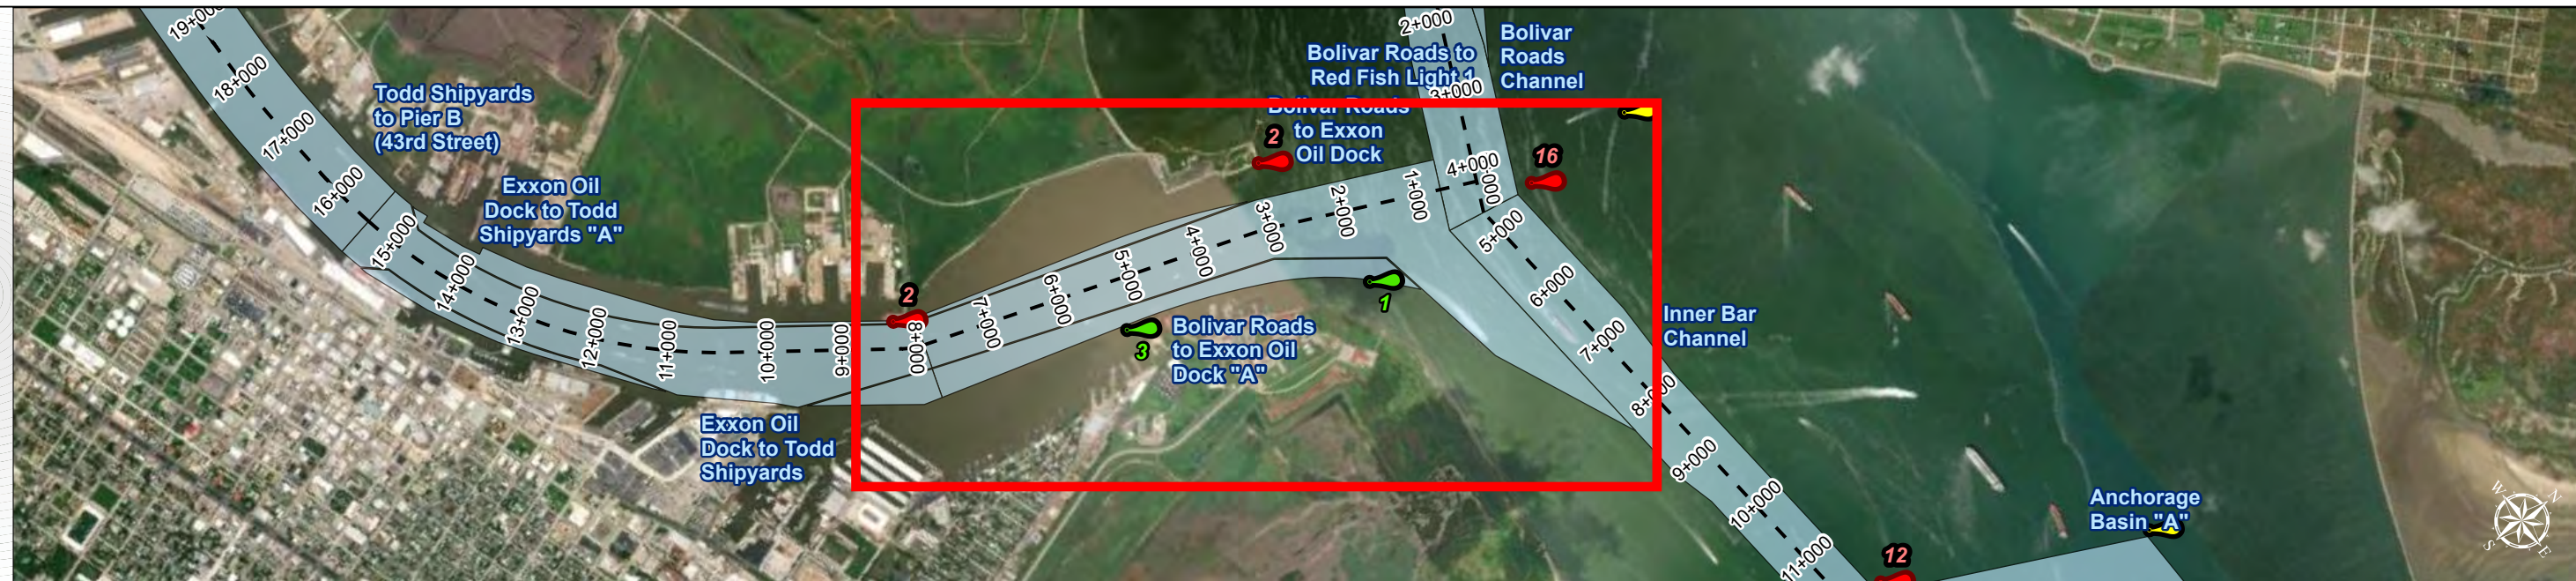 19+000
18+000
17+000
16+000
15+000
14+000
13+000
12+000
11+000
10+000
9+000
8+000
7+000
6+000
5+000
4+000
3+000
2+000
1+000
Todd Shipyards
to Pier B
(43rd Street)
Exxon Oil
Dock to Todd
Shipyards "A"
Exxon Oil
Dock to Todd
Shipyards
2
3
Bolivar Roads
to Exxon Oil
Dock "A"
2
Bolivar Roads
to Exxon
Oil Dock
1
Bolivar Roads to
Red Fish Light 1
Bolivar
Roads
Channel
2+000
3+000
4+000
+000
16
5+000
6+000
7+000
8+000
9+000
10+000
11+000
Inner Bar
Channel
12
Anchorage
Basin "A"
W
N
S
E